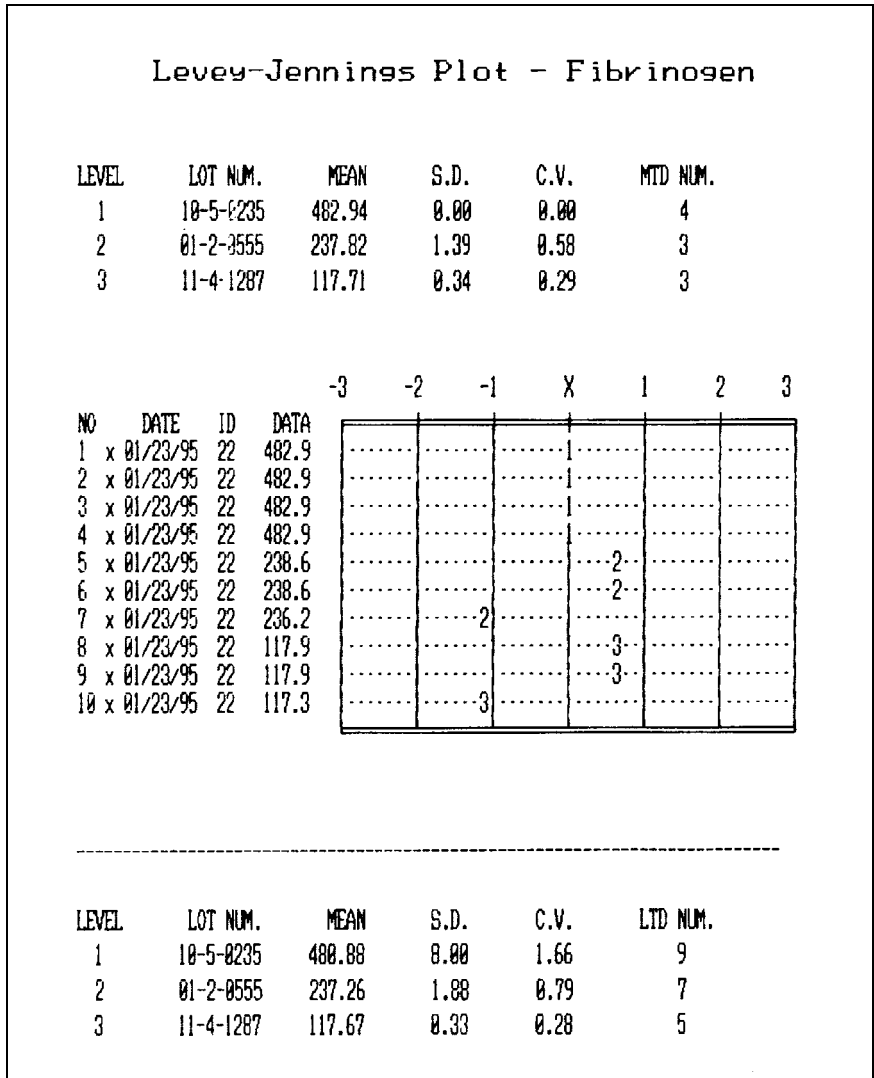 Levey-Jennings Plot - Fibrinogen
LEVEL LOT NUM. MEAN S.D. C.V. MTD NUM.
1 10-5-0235 482.94 0.00 0.00 4
2 01-2-0555 237.82 1.39 0.58 3
3 11-4-1287 117.71 0.34 0.29 3
-3 -2 -1 X 1 2 3
NO DATE ID DATA
1 x 01/23/95 22 482.9 1
2 x 01/23/95 22 482.9 1
3 x 01/23/95 22 482.9 1
4 x 01/23/95 22 482.9 1
5 x 01/23/95 22 238.6 2
6 x 01/23/95 22 238.6 2
7 x 01/23/95 22 236.2 2
8 x 01/23/95 22 117.9 3
9 x 01/23/95 22 117.9 3
10 x 01/23/95 22 117.3 3
LEVEL LOT NUM. MEAN S.D. C.V. LTD NUM.
1 10-5-0235 480.88 8.00 1.66 9
2 01-2-0555 237.26 1.88 0.79 7
3 11-4-1287 117.67 0.33 0.28 5